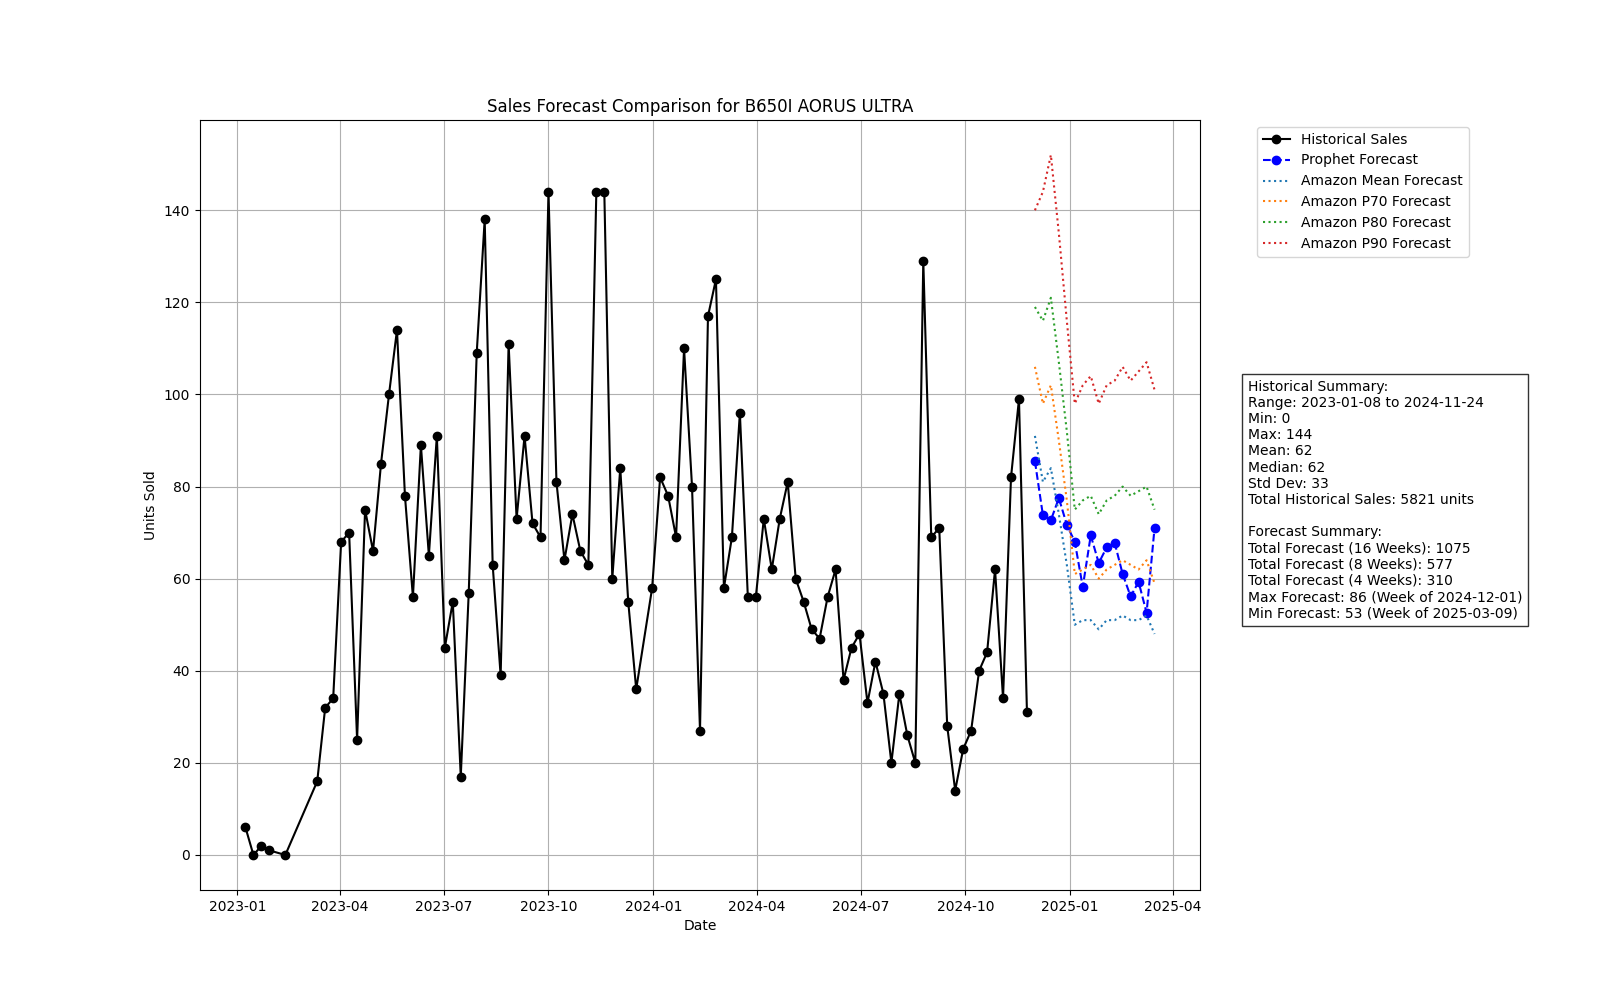 Sales Forecast Comparison for B650I AORUS ULTRA
Units Sold
140
120
100
80
60
40
20
0
2023-01 2023-04 2023-07 2023-10 2024-01 2024-04 2024-07 2024-10 2025-01 2025-04
Date
Historical Sales
Prophet Forecast
Amazon Mean Forecast
Amazon P70 Forecast
Amazon P80 Forecast
Amazon P90 Forecast
Historical Summary:
Range: 2023-01-08 to 2024-11-24
Min: 0
Max: 144
Mean: 62
Median: 62
Std Dev: 33
Total Historical Sales: 5821 units
Forecast Summary:
Total Forecast (16 Weeks): 1075
Total Forecast (8 Weeks): 577
Total Forecast (4 Weeks): 310
Max Forecast: 86 (Week of 2024-12-01)
Min Forecast: 53 (Week of 2025-03-09)